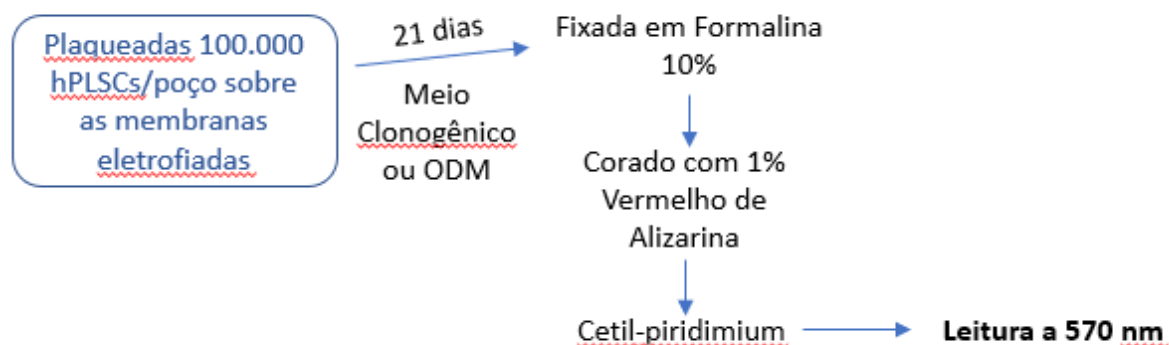 Plaqueadas 100.000
hPLSCs/poço sobre
as membranas
eletrofiadas
21 dias
Meio
Clonogênico
ou ODM
Fixada em Formalina
10%
Corado com 1%
Vermelho de
Alizarina
Cetil-piridimium
Leitura a 570 nm